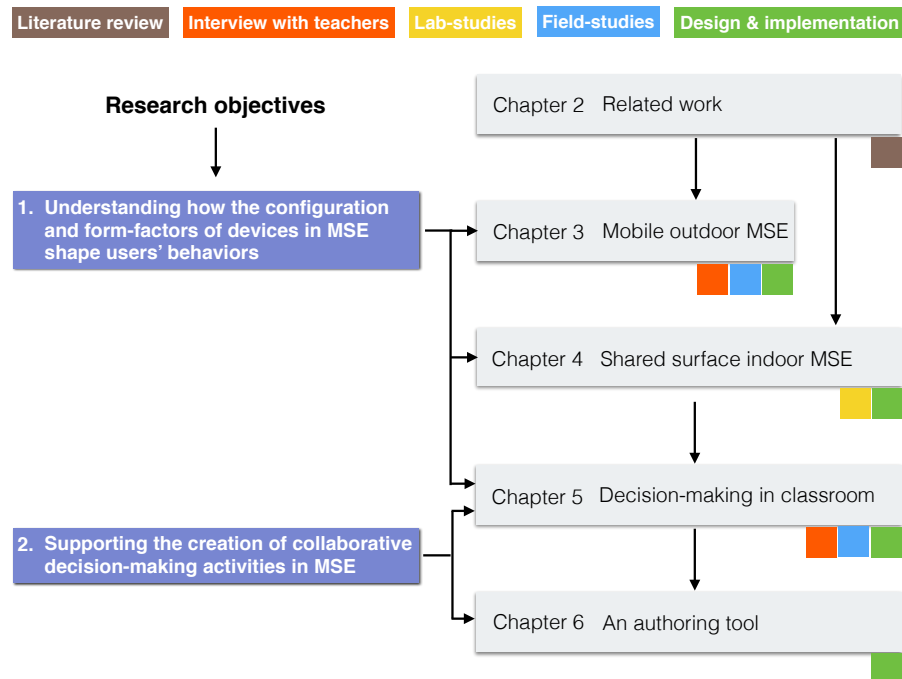 Literature review Interview with teachers Lab-studies Field-studies Design & implementation
Research objectives
Chapter 2 Related work
1. Understanding how the configuration
and form-factors of devices in MSE
shape users’ behaviors
Chapter 3 Mobile outdoor MSE
Chapter 4 Shared surface indoor MSE
Chapter 5 Decision-making in classroom
2. Supporting the creation of collaborative
decision-making activities in MSE
Chapter 6 An authoring tool